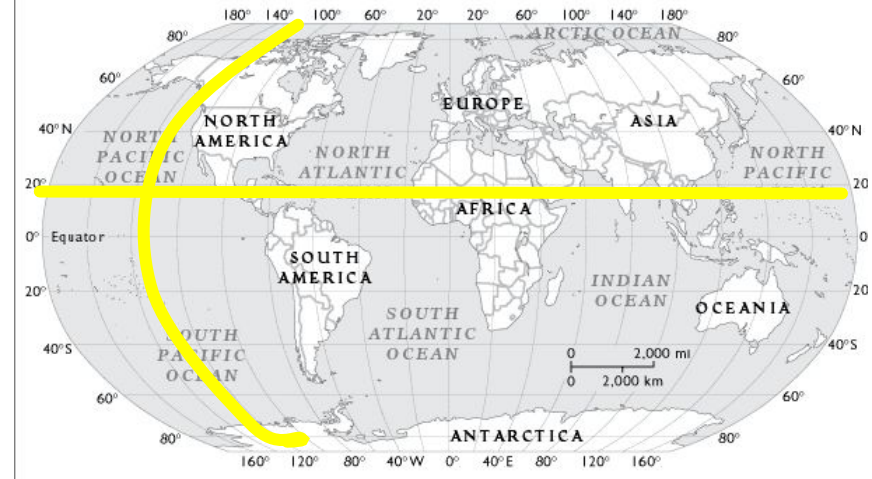 180° 140° 100° 60° 20° 20° 60° 100° 140° 180°
80° ARCTIC OCEAN 80°
60° 60°
EUROPE
NORTH AMERICA ASIA
40° N 40° N
NORTH PACIFIC OCEAN
NORTH ATLANTIC
NORTH PACIFIC
20° 20
AFRICA
0° Equator 0
SOUTH AMERICA
INDIAN OCEAN
20° 20
OCEANIA
SOUTH ATLANTIC OCEAN
SOUTH PACIFIC OCEAN
40°S 40°S
0 2,000 mi
0 2,000 km
60° 60°
80° ANTARCTICA 80°
160° 120° 80° 40°W 0° 40°E 80° 120° 160°